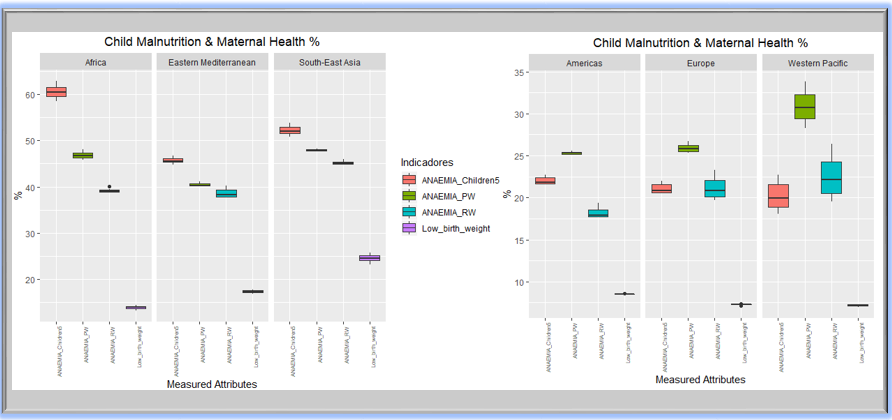 Child Malnutrition & Maternal Health %
Africa
Eastern Mediterranean
South-East Asia
%
60
50
40
30
20
ANAEMIA_Children5
ANAEMIA_PW
ANAEMIA_RW
Low_birth_weight
ANAEMIA_Children5
ANAEMIA_PW
ANAEMIA_RW
Low_birth_weight
ANAEMIA_Children5
ANAEMIA_PW
ANAEMIA_RW
Low_birth_weight
Measured Attributes
Indicadores
ANAEMIA_Children5
ANAEMIA_PW
ANAEMIA_RW
Low_birth_weight
Child Malnutrition & Maternal Health %
Americas
Europe
Western Pacific
%
35
30
25
20
15
10
ANAEMIA_Children5
ANAEMIA_PW
ANAEMIA_RW
Low_birth_weight
ANAEMIA_Children5
ANAEMIA_PW
ANAEMIA_RW
Low_birth_weight
ANAEMIA_Children5
ANAEMIA_PW
ANAEMIA_RW
Low_birth_weight
Measured Attributes